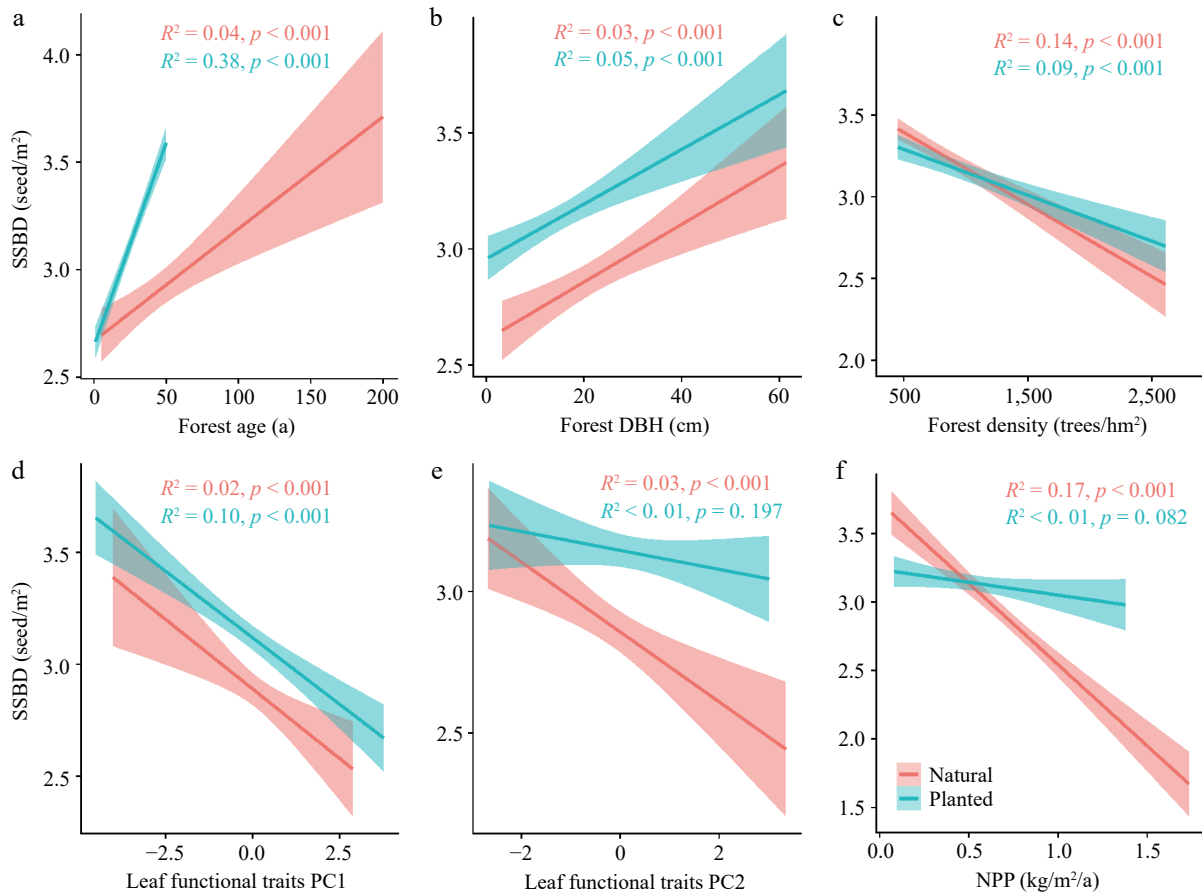 a
R² = 0.04, p < 0.001
R² = 0.38, p < 0.001
4.0
3.5
3.0
2.5
SSBD (seed/m²)
0 50 100 150 200
Forest age (a)
b
R² = 0.03, p < 0.001
R² = 0.05, p < 0.001
3.5
3.0
2.5
0 20 40 60
Forest DBH (cm)
c
R² = 0.14, p < 0.001
R² = 0.09, p < 0.001
3.5
3.0
2.5
2.0
500 1,500 2,500
Forest density (trees/hm²)
d
R² = 0.02, p < 0.001
R² = 0.10, p < 0.001
3.5
3.0
2.5
SSBD (seed/m²)
−2.5 0.0 2.5
Leaf functional traits PC1
e
R² = 0.03, p < 0.001
R² < 0. 01, p = 0. 197
3.0
2.5
−2 0 2
Leaf functional traits PC2
f
R² = 0.17, p < 0.001
R² < 0. 01, p = 0. 082
3.5
3.0
2.5
2.0
1.5
Natural
Planted
0.0 0.5 1.0 1.5
NPP (kg/m²/a)